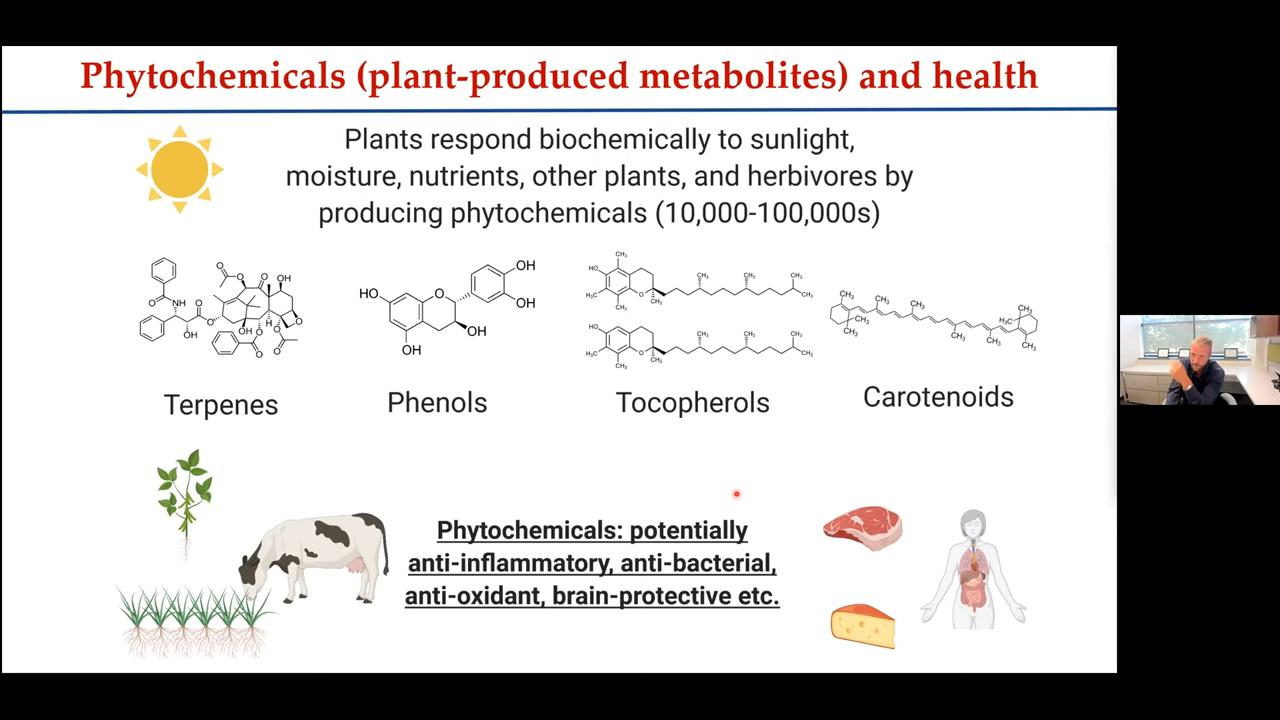 Phytochemicals (plant-produced metabolites) and health
Plants respond biochemically to sunlight,
moisture, nutrients, other plants, and herbivores by
producing phytochemicals (10,000-100,000s)
Terpenes
Phenols
Tocopherols
Carotenoids
Phytochemicals: potentially
anti-inflammatory, anti-bacterial,
anti-oxidant, brain-protective etc.